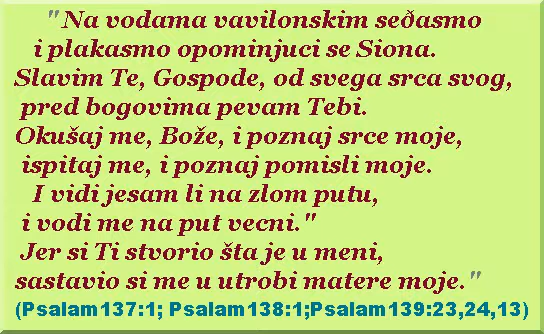 "Na vodama vavilonskim seðasmo
i plakasmo opominjuci se Siona.
Slavim Te, Gospode, od svega srca svog,
pred bogovima pevam Tebi.
Okušaj me, Bože, i poznaj srce moje,
ispitaj me, i poznaj pomisli moje.
I vidi jesam li na zlom putu,
i vodi me na put vecni."
Jer si Ti stvorio šta je u meni,
sastavio si me u utrobi matere moje."
(Psalam137:1; Psalam138:1;Psalam139:23,24,13)